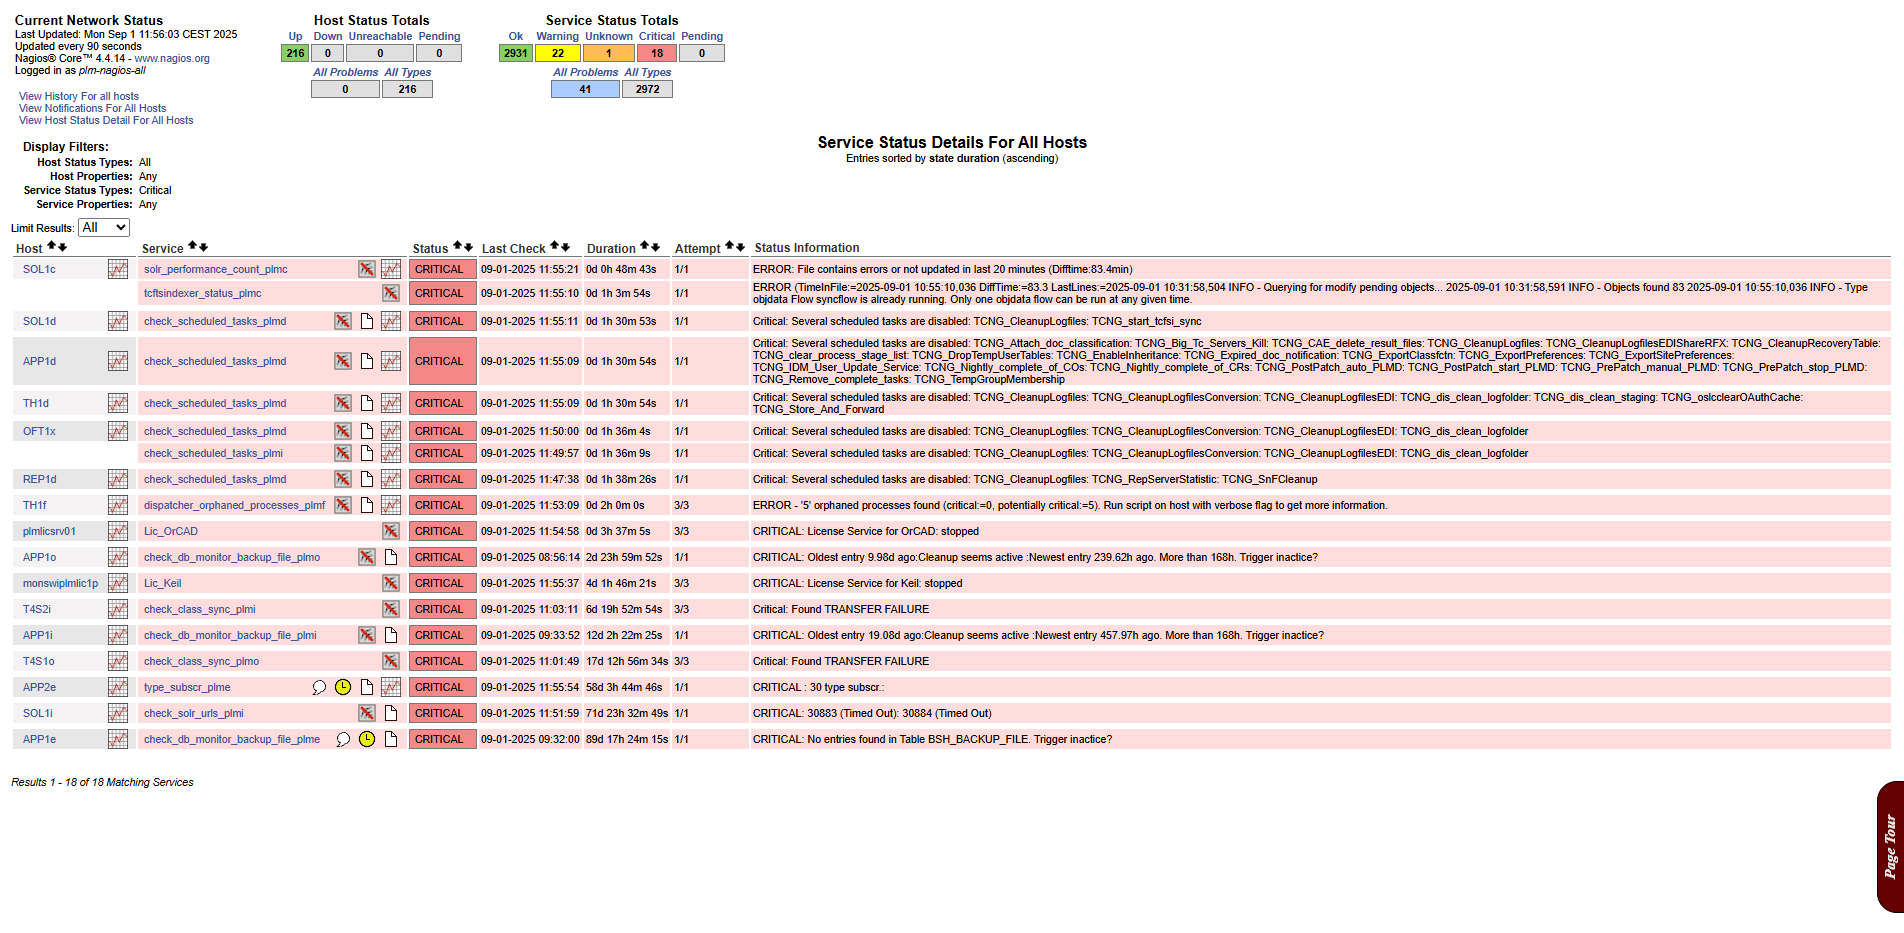 Current Network Status
Last Updated: Mon Sep 1 11:56:03 CEST 2025
Updated every 90 seconds
Nagios® Core™ 4.4.14 - www.nagios.org
Logged in as plm-nagios-all
View History For all hosts
View Notifications For All Hosts
View Host Status Detail For All Hosts
Host Status Totals
Up Down Unreachable Pending
216 0 0 0
All Problems All Types
0 216
Service Status Totals
Ok Warning Unknown Critical Pending
2931 22 1 18 0
All Problems All Types
41 2972
Display Filters:
Host Status Types: All
Host Properties: Any
Service Status Types: Critical
Service Properties: Any
Service Status Details For All Hosts
Entries sorted by state duration (ascending)
Limit Results: All
Host Service Status Last Check Duration Attempt Status Information
SOL1c solr_performance_count_plmc CRITICAL 09-01-2025 11:55:21 0d 0h 48m 43s 1/1 ERROR: File contains errors or not updated in last 20 minutes (Difftime:83.4min)
tcftsindexer_status_plmc CRITICAL 09-01-2025 11:55:10 0d 1h 3m 54s 1/1 ERROR (TimeInFile:=2025-09-01 10:55:10,036 DiffTime:=83.3 LastLines:=2025-09-01 10:31:58,504 INFO - Querying for modify pending objects... 2025-09-01 10:31:58,591 INFO - Objects found 83 2025-09-01 10:55:10,036 INFO - Type
objdata Flow syncflow is already running. Only one objdata flow can be run at any given time.
SOL1d check_scheduled_tasks_plmd CRITICAL 09-01-2025 11:55:11 0d 1h 30m 53s 1/1 Critical: Several scheduled tasks are disabled: TCNG_CleanupLogfiles: TCNG_start_tcfsi_sync
APP1d check_scheduled_tasks_plmd CRITICAL 09-01-2025 11:55:09 0d 1h 30m 54s 1/1 Critical: Several scheduled tasks are disabled: TCNG_Attach_doc_classification: TCNG_Big_Tc_Servers_Kill: TCNG_CAE_delete_result_files: TCNG_CleanupLogfiles: TCNG_CleanupLogfilesEDIShareRFX: TCNG_CleanupRecoveryTable:
TCNG_clear_process_stage_list: TCNG_DropTempUserTables: TCNG_EnableInheritance: TCNG_Expired_doc_notification: TCNG_ExportClassfctn: TCNG_ExportPreferences: TCNG_ExportSitePreferences:
TCNG_IDM_User_Update_Service: TCNG_Nightly_complete_of_COs: TCNG_Nightly_complete_of_CRs: TCNG_PostPatch_auto_PLMD: TCNG_PostPatch_start_PLMD: TCNG_PrePatch_manual_PLMD: TCNG_PrePatch_stop_PLMD:
TCNG_Remove_complete_tasks: TCNG_TempGroupMembership
TH1d check_scheduled_tasks_plmd CRITICAL 09-01-2025 11:55:09 0d 1h 30m 54s 1/1 Critical: Several scheduled tasks are disabled: TCNG_CleanupLogfiles: TCNG_CleanupLogfilesConversion: TCNG_CleanupLogfilesEDI: TCNG_dis_clean_logfolder: TCNG_dis_clean_staging: TCNG_oslcclearOAuthCache:
TCNG_Store_And_Forward
OFT1x check_scheduled_tasks_plmd CRITICAL 09-01-2025 11:50:00 0d 1h 36m 4s 1/1 Critical: Several scheduled tasks are disabled: TCNG_CleanupLogfiles: TCNG_CleanupLogfilesConversion: TCNG_CleanupLogfilesEDI: TCNG_dis_clean_logfolder
check_scheduled_tasks_plmi CRITICAL 09-01-2025 11:49:57 0d 1h 36m 9s 1/1 Critical: Several scheduled tasks are disabled: TCNG_CleanupLogfiles: TCNG_CleanupLogfilesConversion: TCNG_CleanupLogfilesEDI: TCNG_dis_clean_logfolder
REP1d check_scheduled_tasks_plmd CRITICAL 09-01-2025 11:47:38 0d 1h 38m 26s 1/1 Critical: Several scheduled tasks are disabled: TCNG_CleanupLogfiles: TCNG_RepServerStatistic: TCNG_SnFCleanup
TH1f dispatcher_orphaned_processes_plmf CRITICAL 09-01-2025 11:53:09 0d 2h 0m 0s 3/3 ERROR - '5' orphaned processes found (critical:=0, potentially critical:=5). Run script on host with verbose flag to get more information.
plmlicsrv01 Lic_OrCAD CRITICAL 09-01-2025 11:54:58 0d 3h 37m 5s 3/3 CRITICAL: License Service for OrCAD: stopped
APP1o check_db_monitor_backup_file_plmo CRITICAL 09-01-2025 08:56:14 2d 23h 59m 52s 1/1 CRITICAL: Oldest entry 9.98d ago:Cleanup seems active :Newest entry 239.62h ago. More than 168h. Trigger inactice?
monswiplmlic1p Lic_Keil CRITICAL 09-01-2025 11:55:37 4d 1h 46m 21s 3/3 CRITICAL: License Service for Keil: stopped
T4S2i check_class_sync_plmi CRITICAL 09-01-2025 11:03:11 6d 19h 52m 54s 3/3 Critical: Found TRANSFER FAILURE
APP1i check_db_monitor_backup_file_plmi CRITICAL 09-01-2025 09:33:52 12d 2h 22m 25s 1/1 CRITICAL: Oldest entry 19.08d ago:Cleanup seems active :Newest entry 457.97h ago. More than 168h. Trigger inactice?
T4S1o check_class_sync_plmo CRITICAL 09-01-2025 11:01:49 17d 12h 56m 34s 3/3 Critical: Found TRANSFER FAILURE
APP2e type_subscr_plme CRITICAL 09-01-2025 11:55:54 58d 3h 44m 46s 1/1 CRITICAL : 30 type subscr.:
SOL1i check_solr_urls_plmi CRITICAL 09-01-2025 11:51:59 71d 23h 32m 49s 1/1 CRITICAL: 30883 (Timed Out): 30884 (Timed Out)
APP1e check_db_monitor_backup_file_plme CRITICAL 09-01-2025 09:32:00 89d 17h 24m 15s 1/1 CRITICAL: No entries found in Table BSH_BACKUP_FILE. Trigger inactice?
Results 1 - 18 of 18 Matching Services
Page Tour